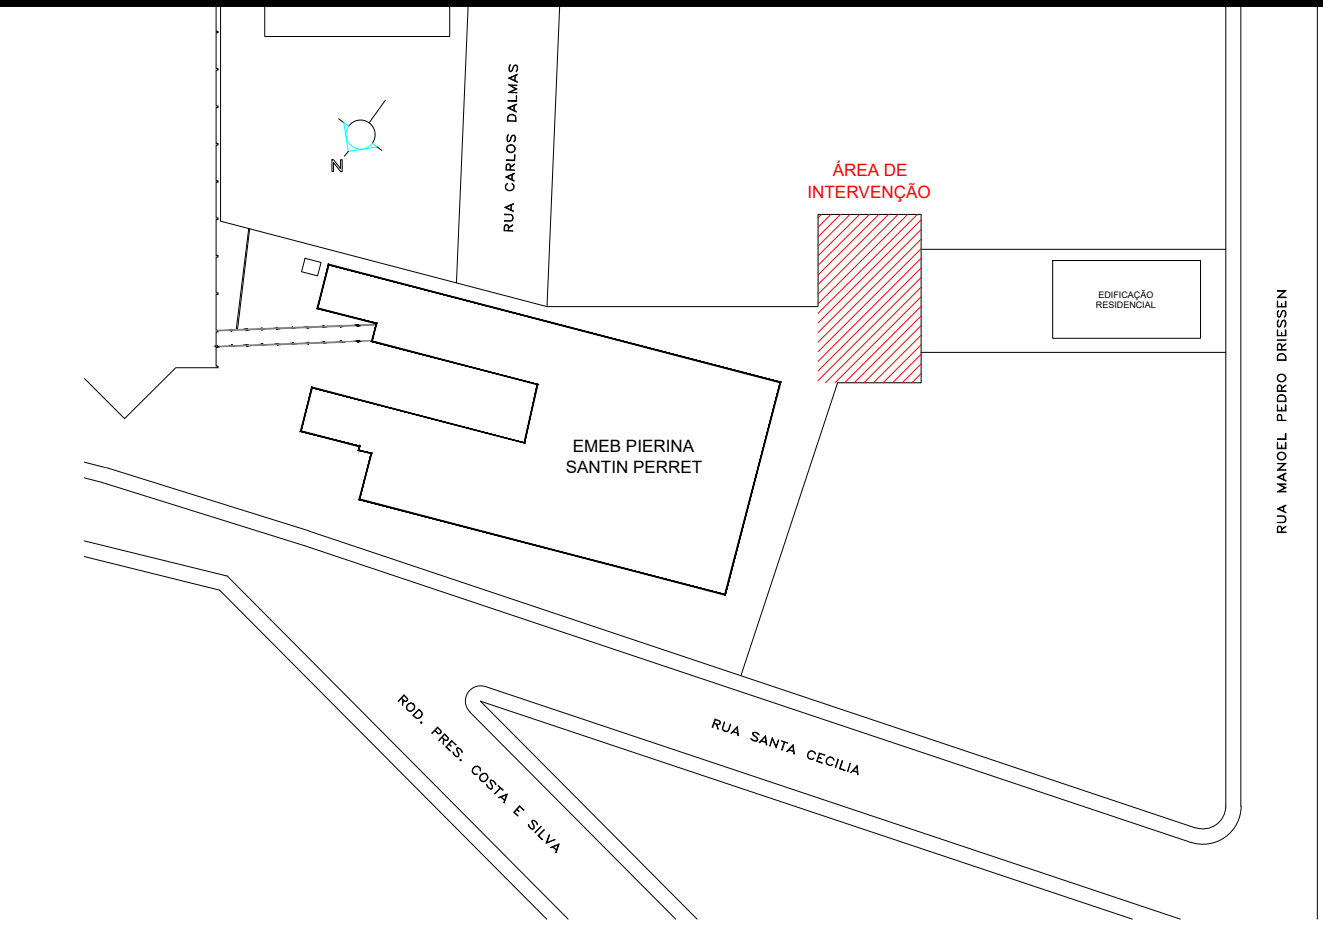 RUA CARLOS DALMAS
N
ÁREA DE
INTERVENÇÃO
EDIFICAÇÃO
RESIDENCIAL
RUA MANOEL PEDRO DRIESSEN
EMEB PIERINA
SANTIN PERRET
ROD. PRES. COSTA E SILVA
RUA SANTA CECILIA